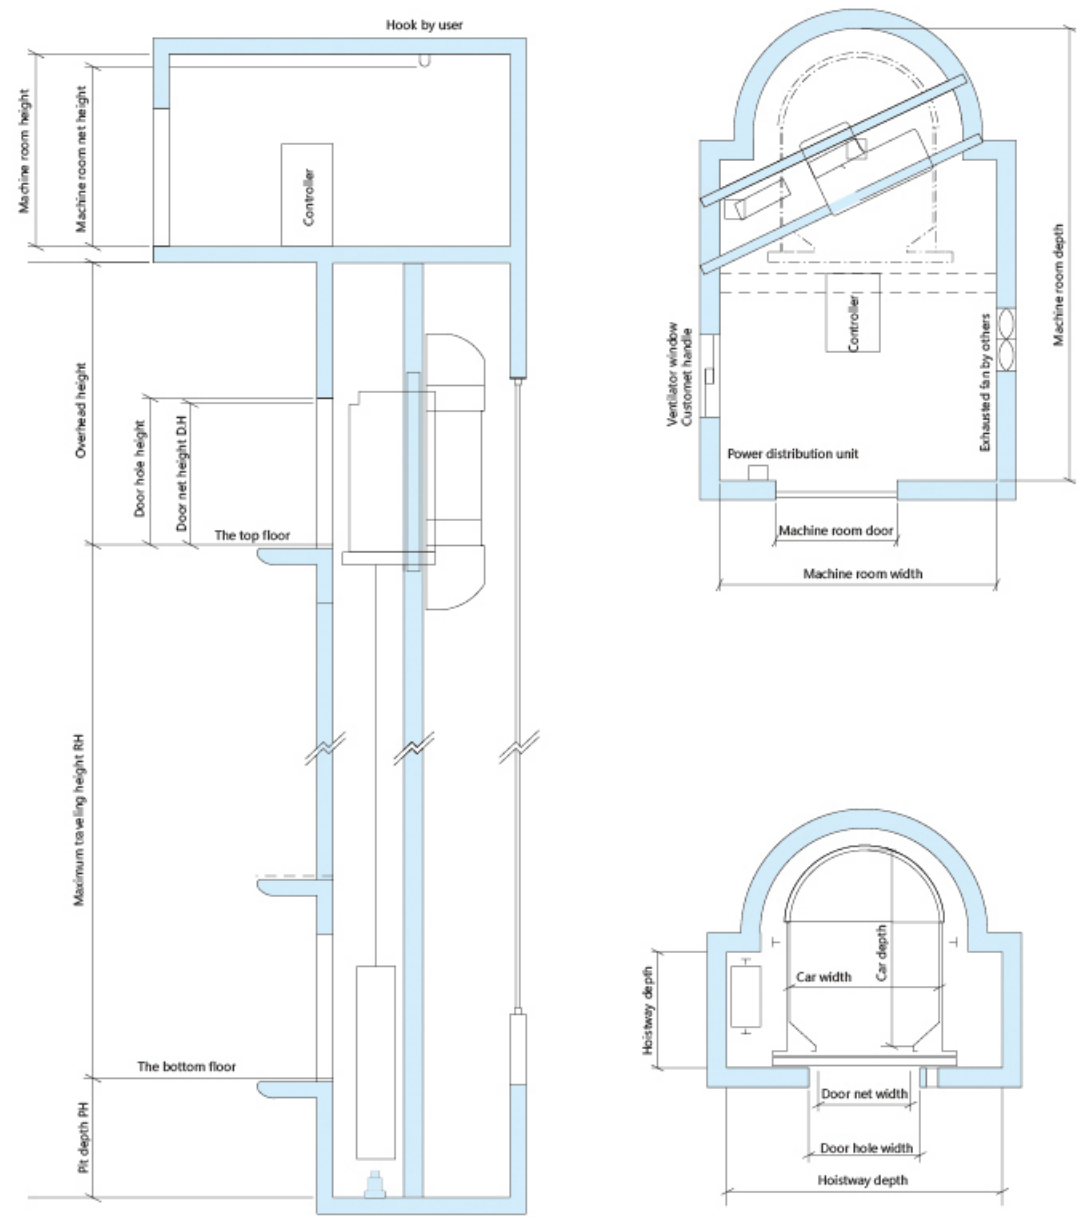 Hook by user
Machine room height
Machine room net height
Controller
Overhead height
Door hole height
Door net height D.H
The top floor
Maximum traveling height RH
The bottom floor
Pit depth PH
Machine room depth
Controller
Ventilator window
Customet handle
Exhausted fan by others
Power distribution unit
Machine room door
Machine room width
Hoistway depth
Car width
Car depth
Door net width
Door hole width
Hoistway depth